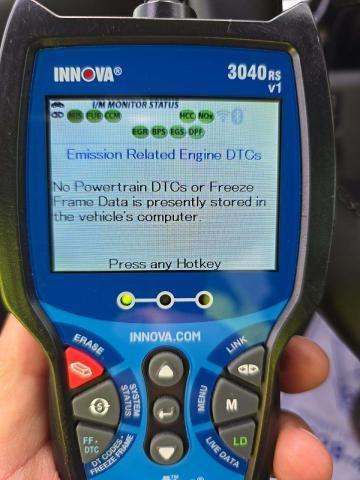 INNOVA®
3040RS
v1
I/M MONITOR STATUS
MIS FUE CCM HCC NOx
EGR BPS EGS DPF
Emission Related Engine DTCs
No Powertrain DTCs or Freeze
Frame Data is presently stored in
the vehicle's computer.
Press any Hotkey
INNOVA.COM
ERASE
LINK
SYSTEM STATUS
MENU
M
FF-
DTC
LD
DT CODES-
FREEZE FRAME
LIVE DATA